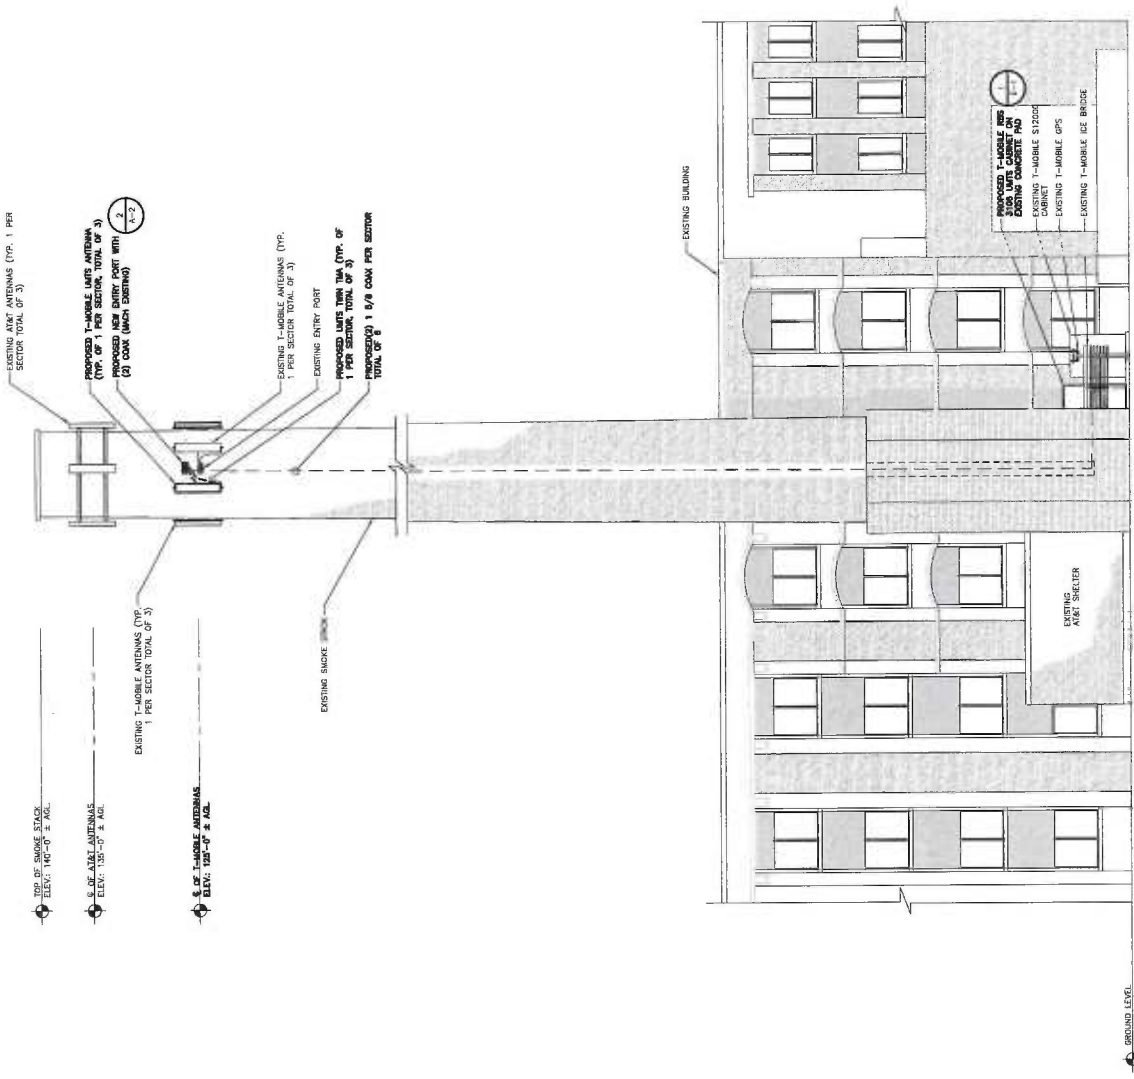 EXISTING AT&T ANTENNAS (TYP. 1 PER
SECTOR TOTAL OF 3)
PROPOSED T-MOBILE UMTS ANTENNA
(TYP. OF 1 PER SECTOR, TOTAL OF 3)
PROPOSED NEW ENTRY PORT WITH
(2) COAX (MACH EXISTING)
2
A-2
EXISTING T-MOBILE ANTENNAS (TYP.
1 PER SECTOR TOTAL OF 3)
EXISTING ENTRY PORT
PROPOSED UMTS TWIN TMA (TYP. OF
1 PER SECTOR, TOTAL OF 3)
PROPOSED(2) 1 5/8 COAX PER SECTOR
TOTAL OF 6
EXISTING BUILDING
PROPOSED T-MOBILE RBS
3106 UMTS CABINET ON
EXISTING CONCRETE PAD
EXISTING T-MOBILE S12000
CABINET
EXISTING T-MOBILE GPS
EXISTING T-MOBILE ICE BRIDGE
EXISTING T-MOBILE ANTENNAS (TYP.
1 PER SECTOR TOTAL OF 3)
EXISTING SMOKE
EXISTING
AT&T SHELTER
TOP OF SMOKE STACK
ELEV.: 140'-0" ± AGL.
℄ OF AT&T ANTENNAS
ELEV.: 135'-0" ± AGL.
℄ OF T-MOBILE ANTENNAS
ELEV.: 125'-0" ± AGL.
GROUND LEVEL